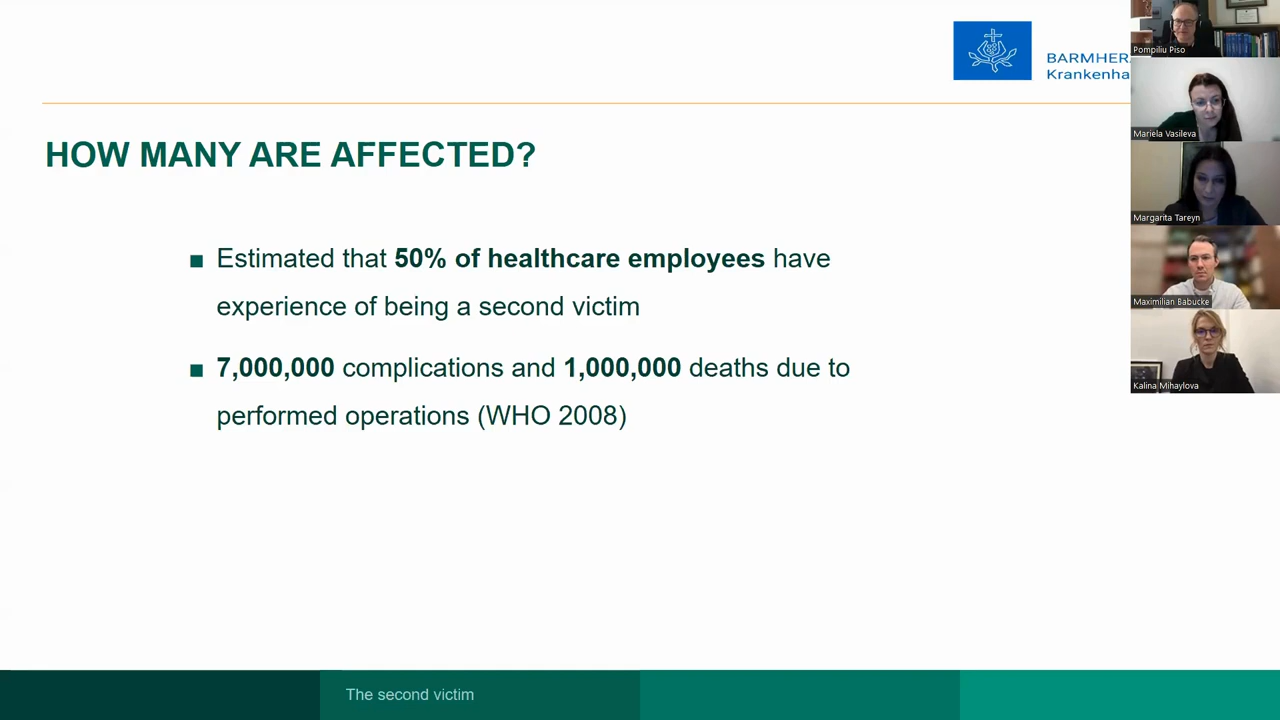 BARMHER
Krankenha
HOW MANY ARE AFFECTED?
■ Estimated that 50% of healthcare employees have
experience of being a second victim
■ 7,000,000 complications and 1,000,000 deaths due to
performed operations (WHO 2008)
The second victim
Pompiliu Piso
Mariela Vasileva
Margarita Tareyn
Maximilian Babucke
Kalina Mihaylova